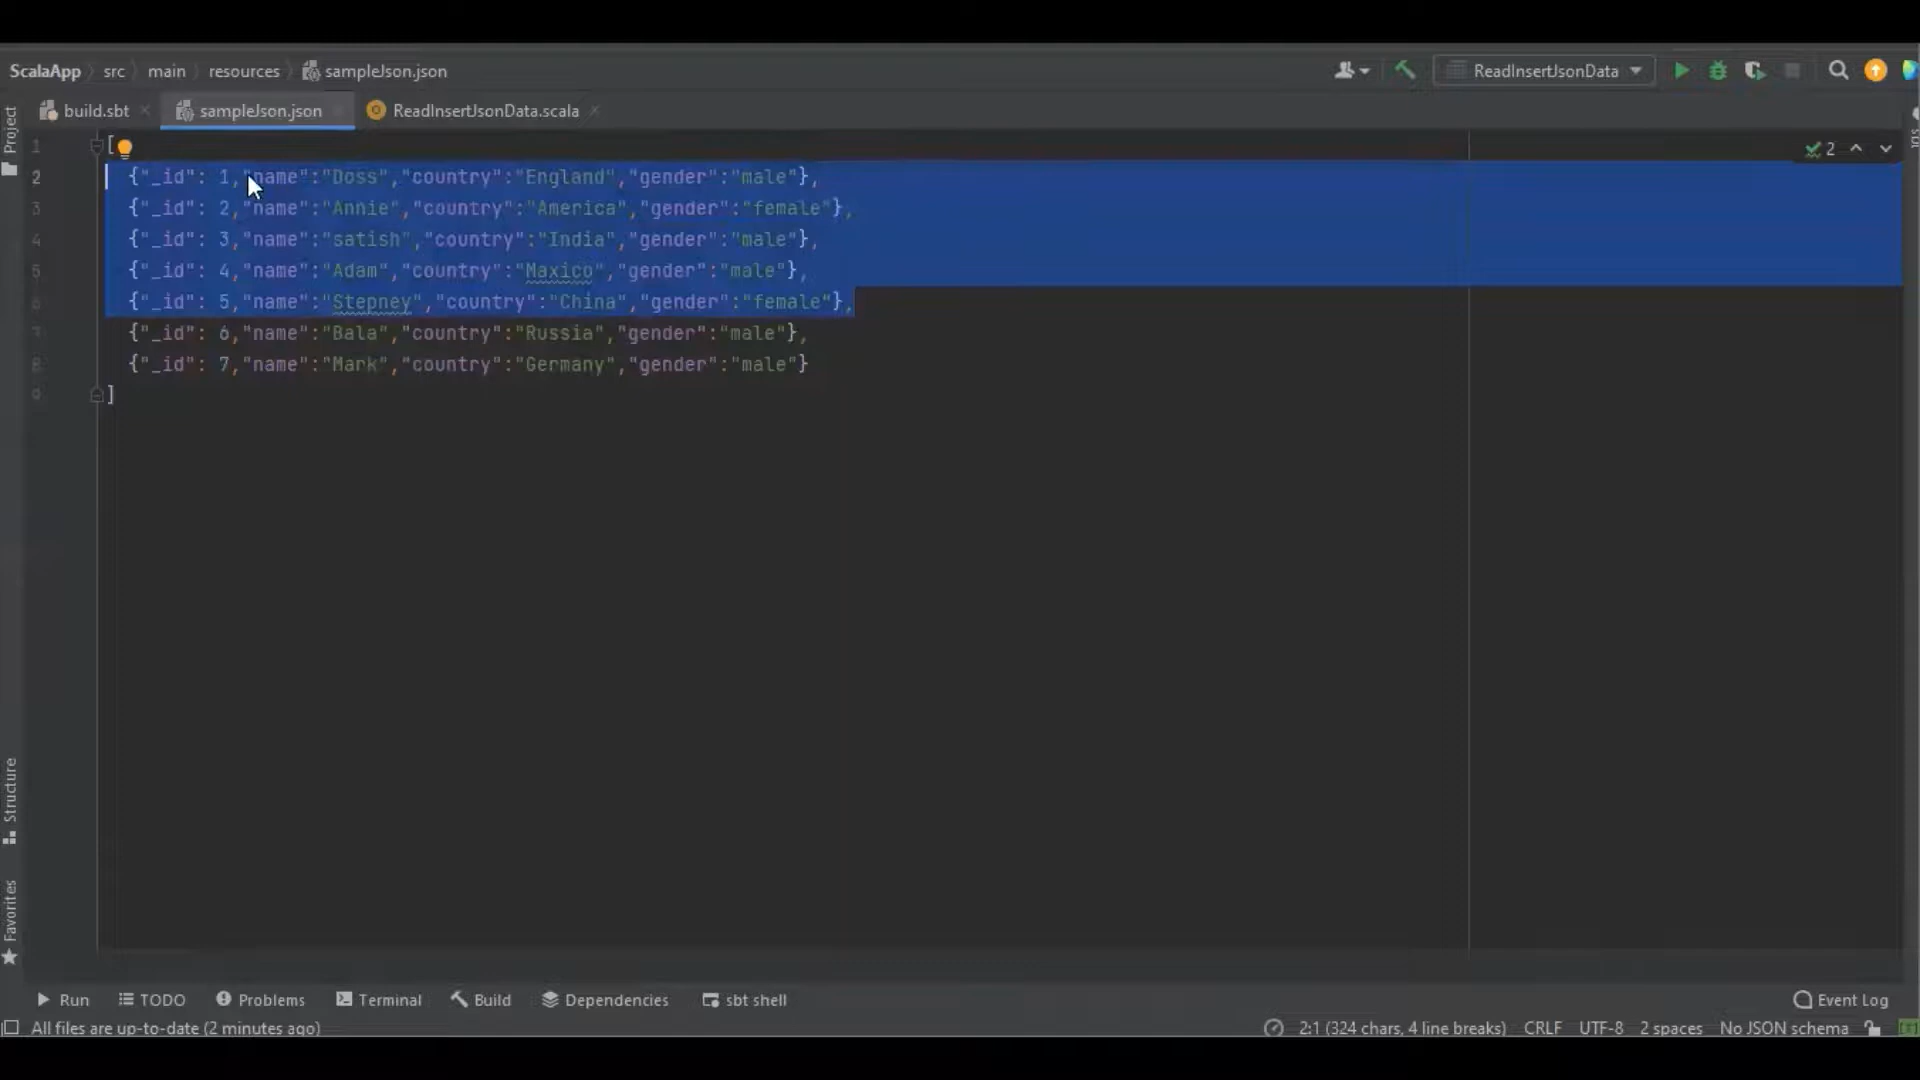 ScalaApp src main resources sampleJson.json
ReadInsertJsonData
build.sbt sampleJson.json ReadInsertJsonData.scala
Project
1 [
2
2 {"_id": 1,"name":"Doss","country":"England","gender":"male"},
3 {"_id": 2,"name":"Annie","country":"America","gender":"female"},
4 {"_id": 3,"name":"satish","country":"India","gender":"male"},
5 {"_id": 4,"name":"Adam","country":"Maxico","gender":"male"},
6 {"_id": 5,"name":"Stepney","country":"China","gender":"female"},
7 {"_id": 6,"name":"Bala","country":"Russia","gender":"male"},
8 {"_id": 7,"name":"Mark","country":"Germany","gender":"male"}
9 ]
Structure
Favorites
Run TODO Problems Terminal Build Dependencies sbt shell Event Log
All files are up-to-date (2 minutes ago) 2:1 (324 chars, 4 line breaks) CRLF UTF-8 2 spaces No JSON schema